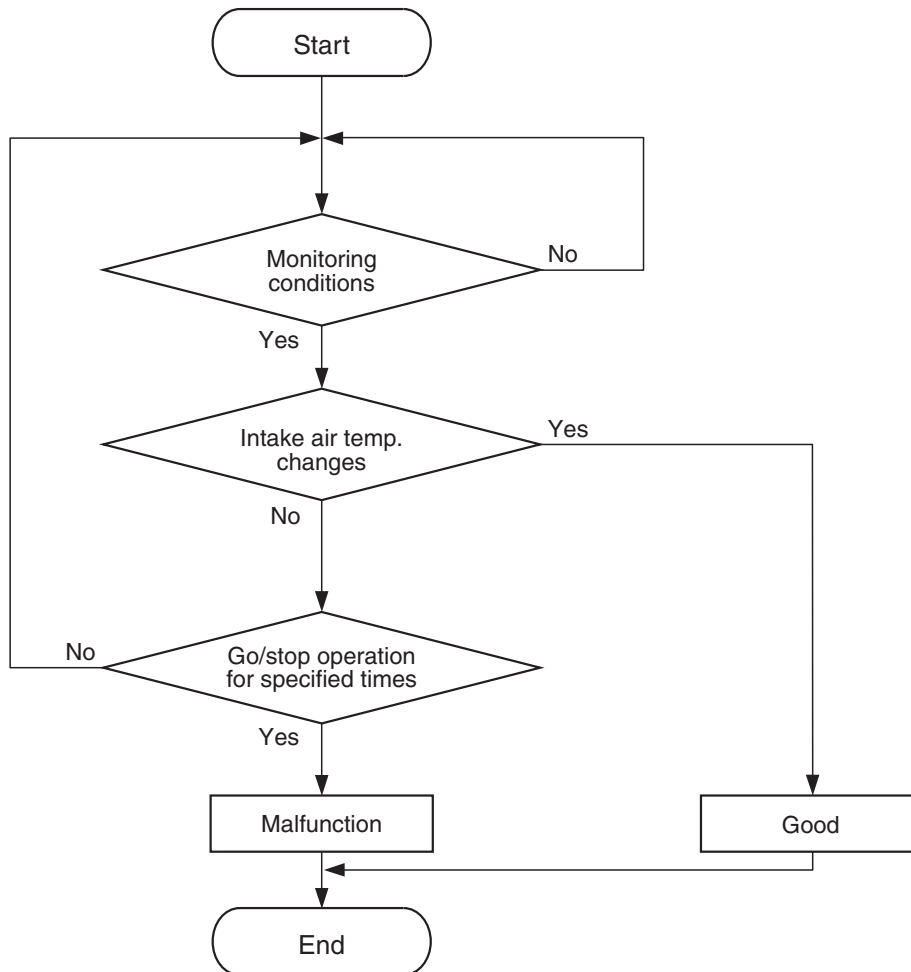 Start
Monitoring
conditions
No
Yes
Intake air temp.
changes
Yes
No
Go/stop operation
for specified times
No
Yes
Malfunction
Good
End